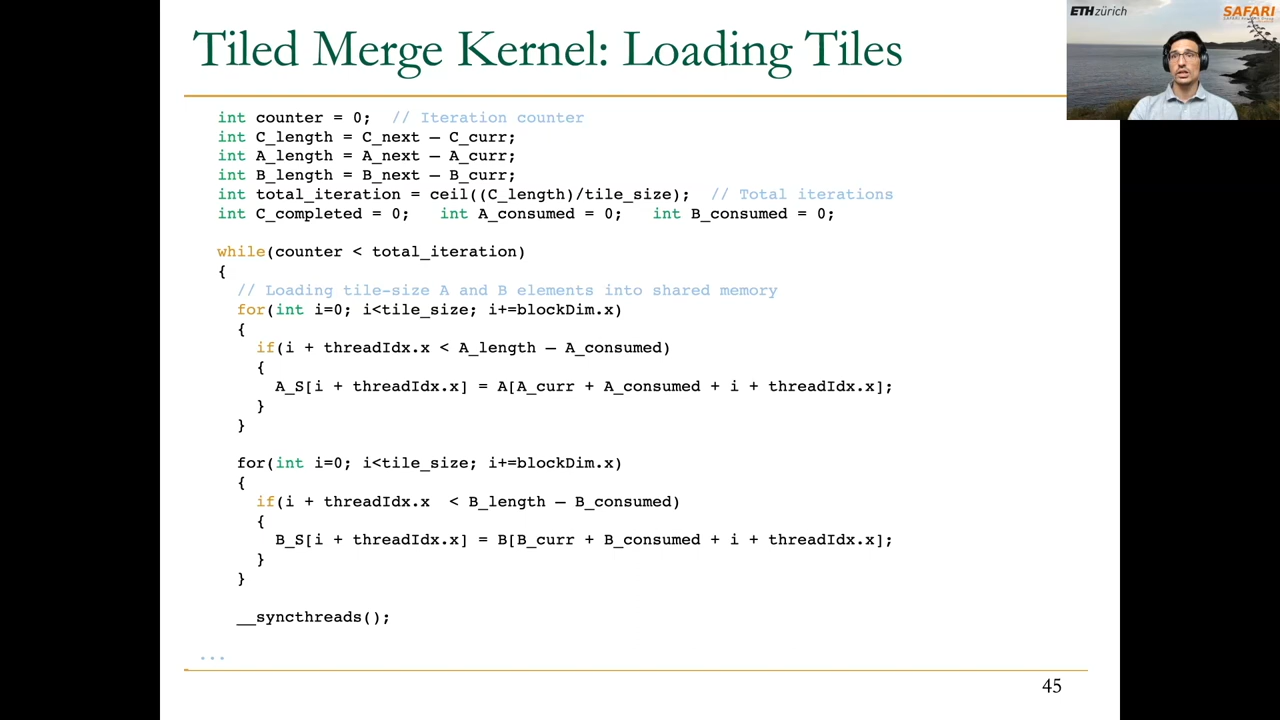 Tiled Merge Kernel: Loading Tiles
ETHzürich
SAFARI
int counter = 0;  // Iteration counter
int C_length = C_next – C_curr;
int A_length = A_next – A_curr;
int B_length = B_next – B_curr;
int total_iteration = ceil((C_length)/tile_size);  // Total iterations
int C_completed = 0;   int A_consumed = 0;   int B_consumed = 0;
while(counter < total_iteration)
{
// Loading tile-size A and B elements into shared memory
for(int i=0; i<tile_size; i+=blockDim.x)
{
if(i + threadIdx.x < A_length – A_consumed)
{
A_S[i + threadIdx.x] = A[A_curr + A_consumed + i + threadIdx.x];
}
}
for(int i=0; i<tile_size; i+=blockDim.x)
{
if(i + threadIdx.x  < B_length – B_consumed)
{
B_S[i + threadIdx.x] = B[B_curr + B_consumed + i + threadIdx.x];
}
}
__syncthreads();
...
45